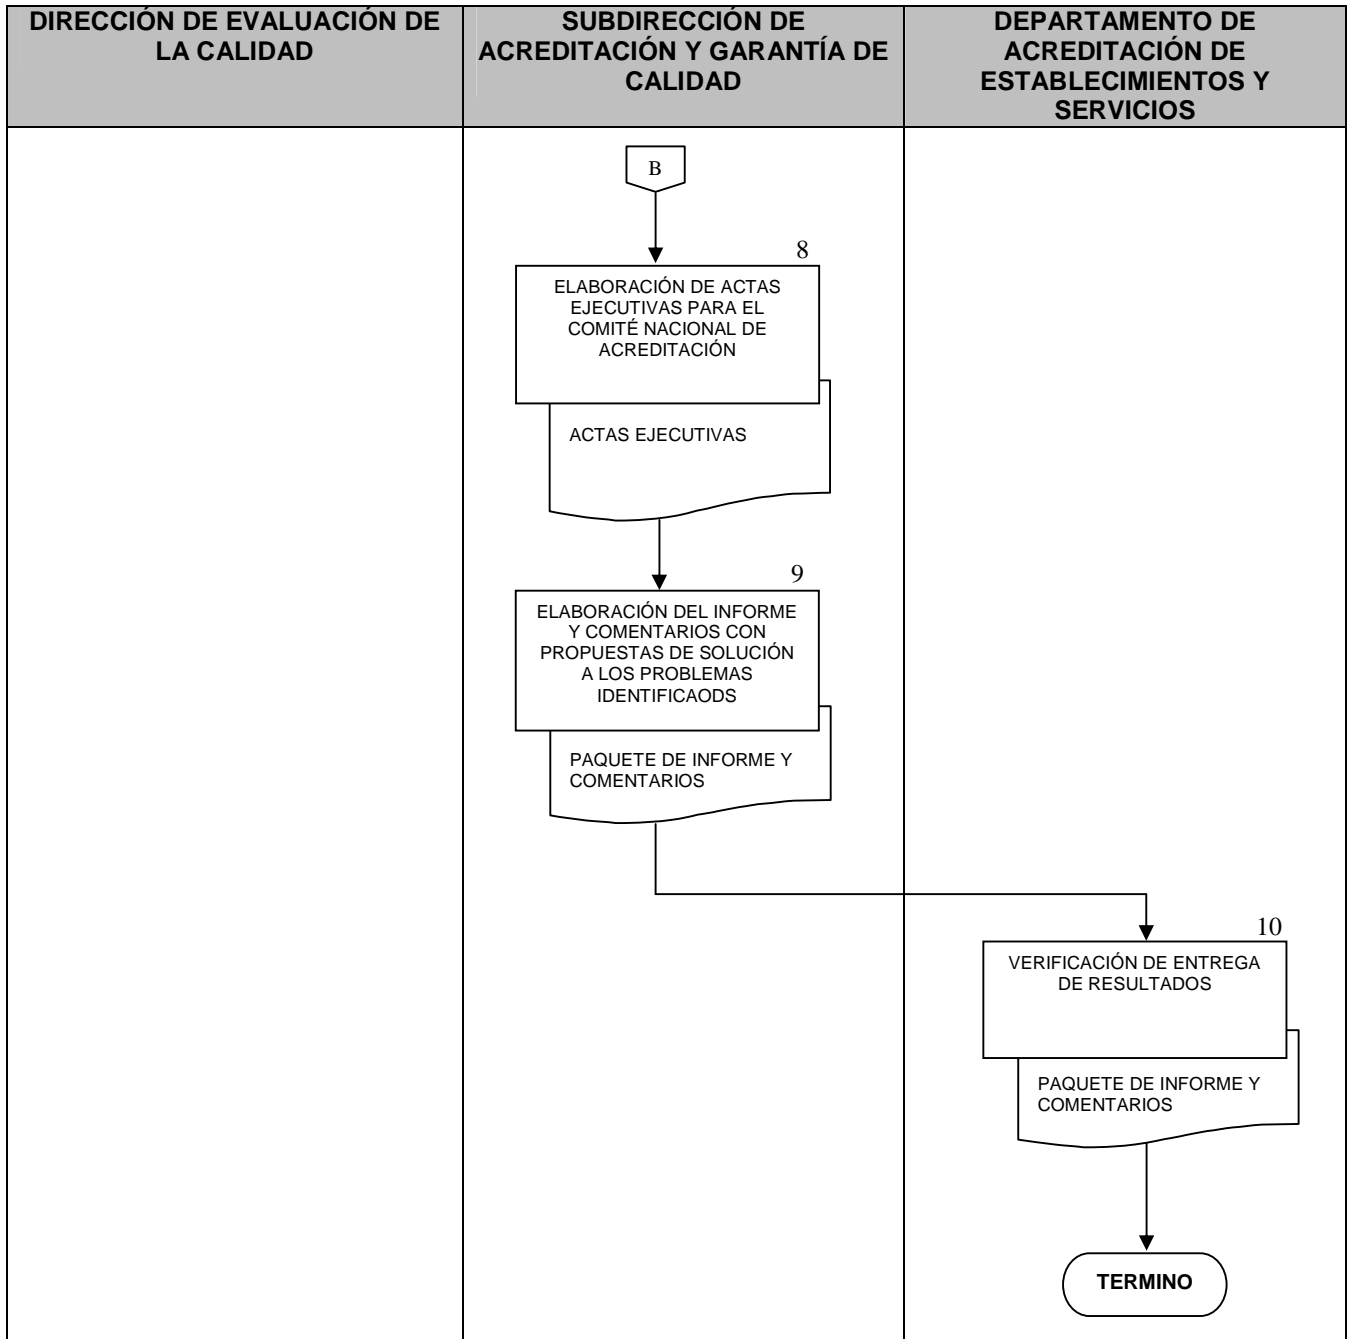 DIRECCIÓN DE EVALUACIÓN DE
LA CALIDAD
SUBDIRECCIÓN DE
ACREDITACIÓN Y GARANTÍA DE
CALIDAD
DEPARTAMENTO DE
ACREDITACIÓN DE
ESTABLECIMIENTOS Y
SERVICIOS
B
8
ELABORACIÓN DE ACTAS
EJECUTIVAS PARA EL
COMITÉ NACIONAL DE
ACREDITACIÓN
ACTAS EJECUTIVAS
9
ELABORACIÓN DEL INFORME
Y COMENTARIOS CON
PROPUESTAS DE SOLUCIÓN
A LOS PROBLEMAS
IDENTIFICAODS
PAQUETE DE INFORME Y
COMENTARIOS
10
VERIFICACIÓN DE ENTREGA
DE RESULTADOS
PAQUETE DE INFORME Y
COMENTARIOS
TERMINO